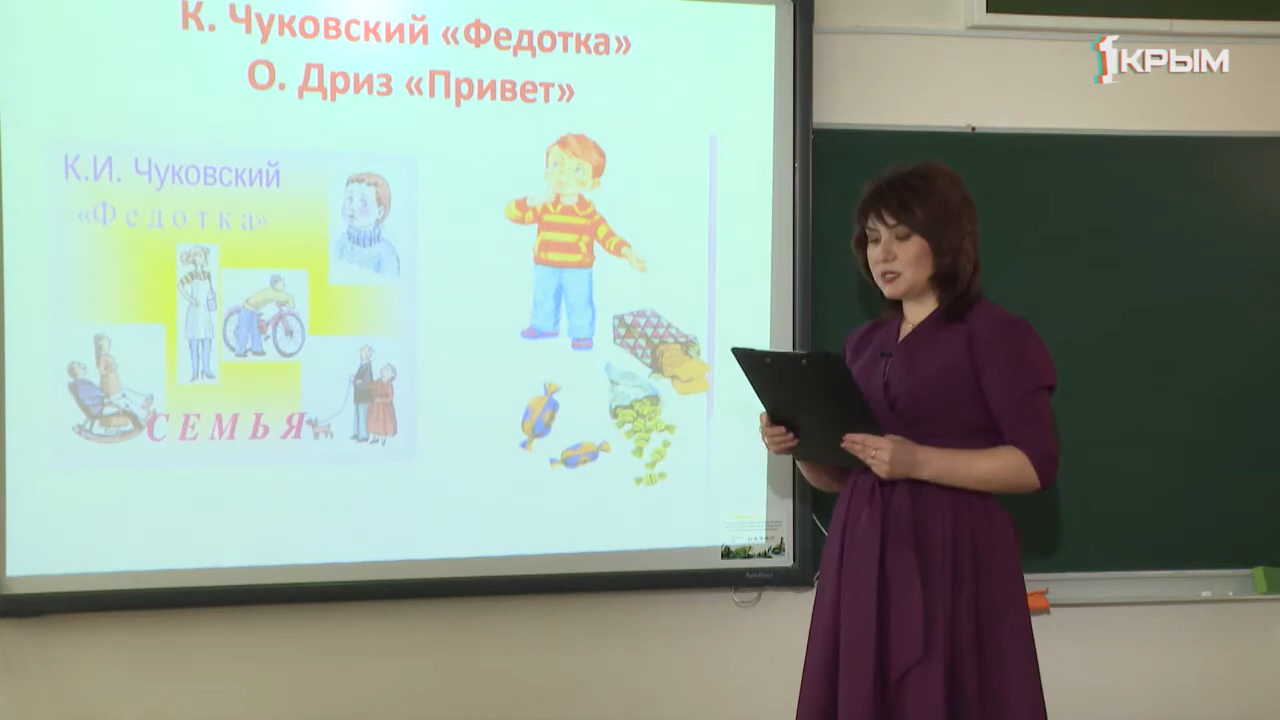 К. Чуковский «Федотка»
О. Дриз «Привет»
К.И. Чуковский
«Федотка»
СЕМЬЯ
1КРЫМ